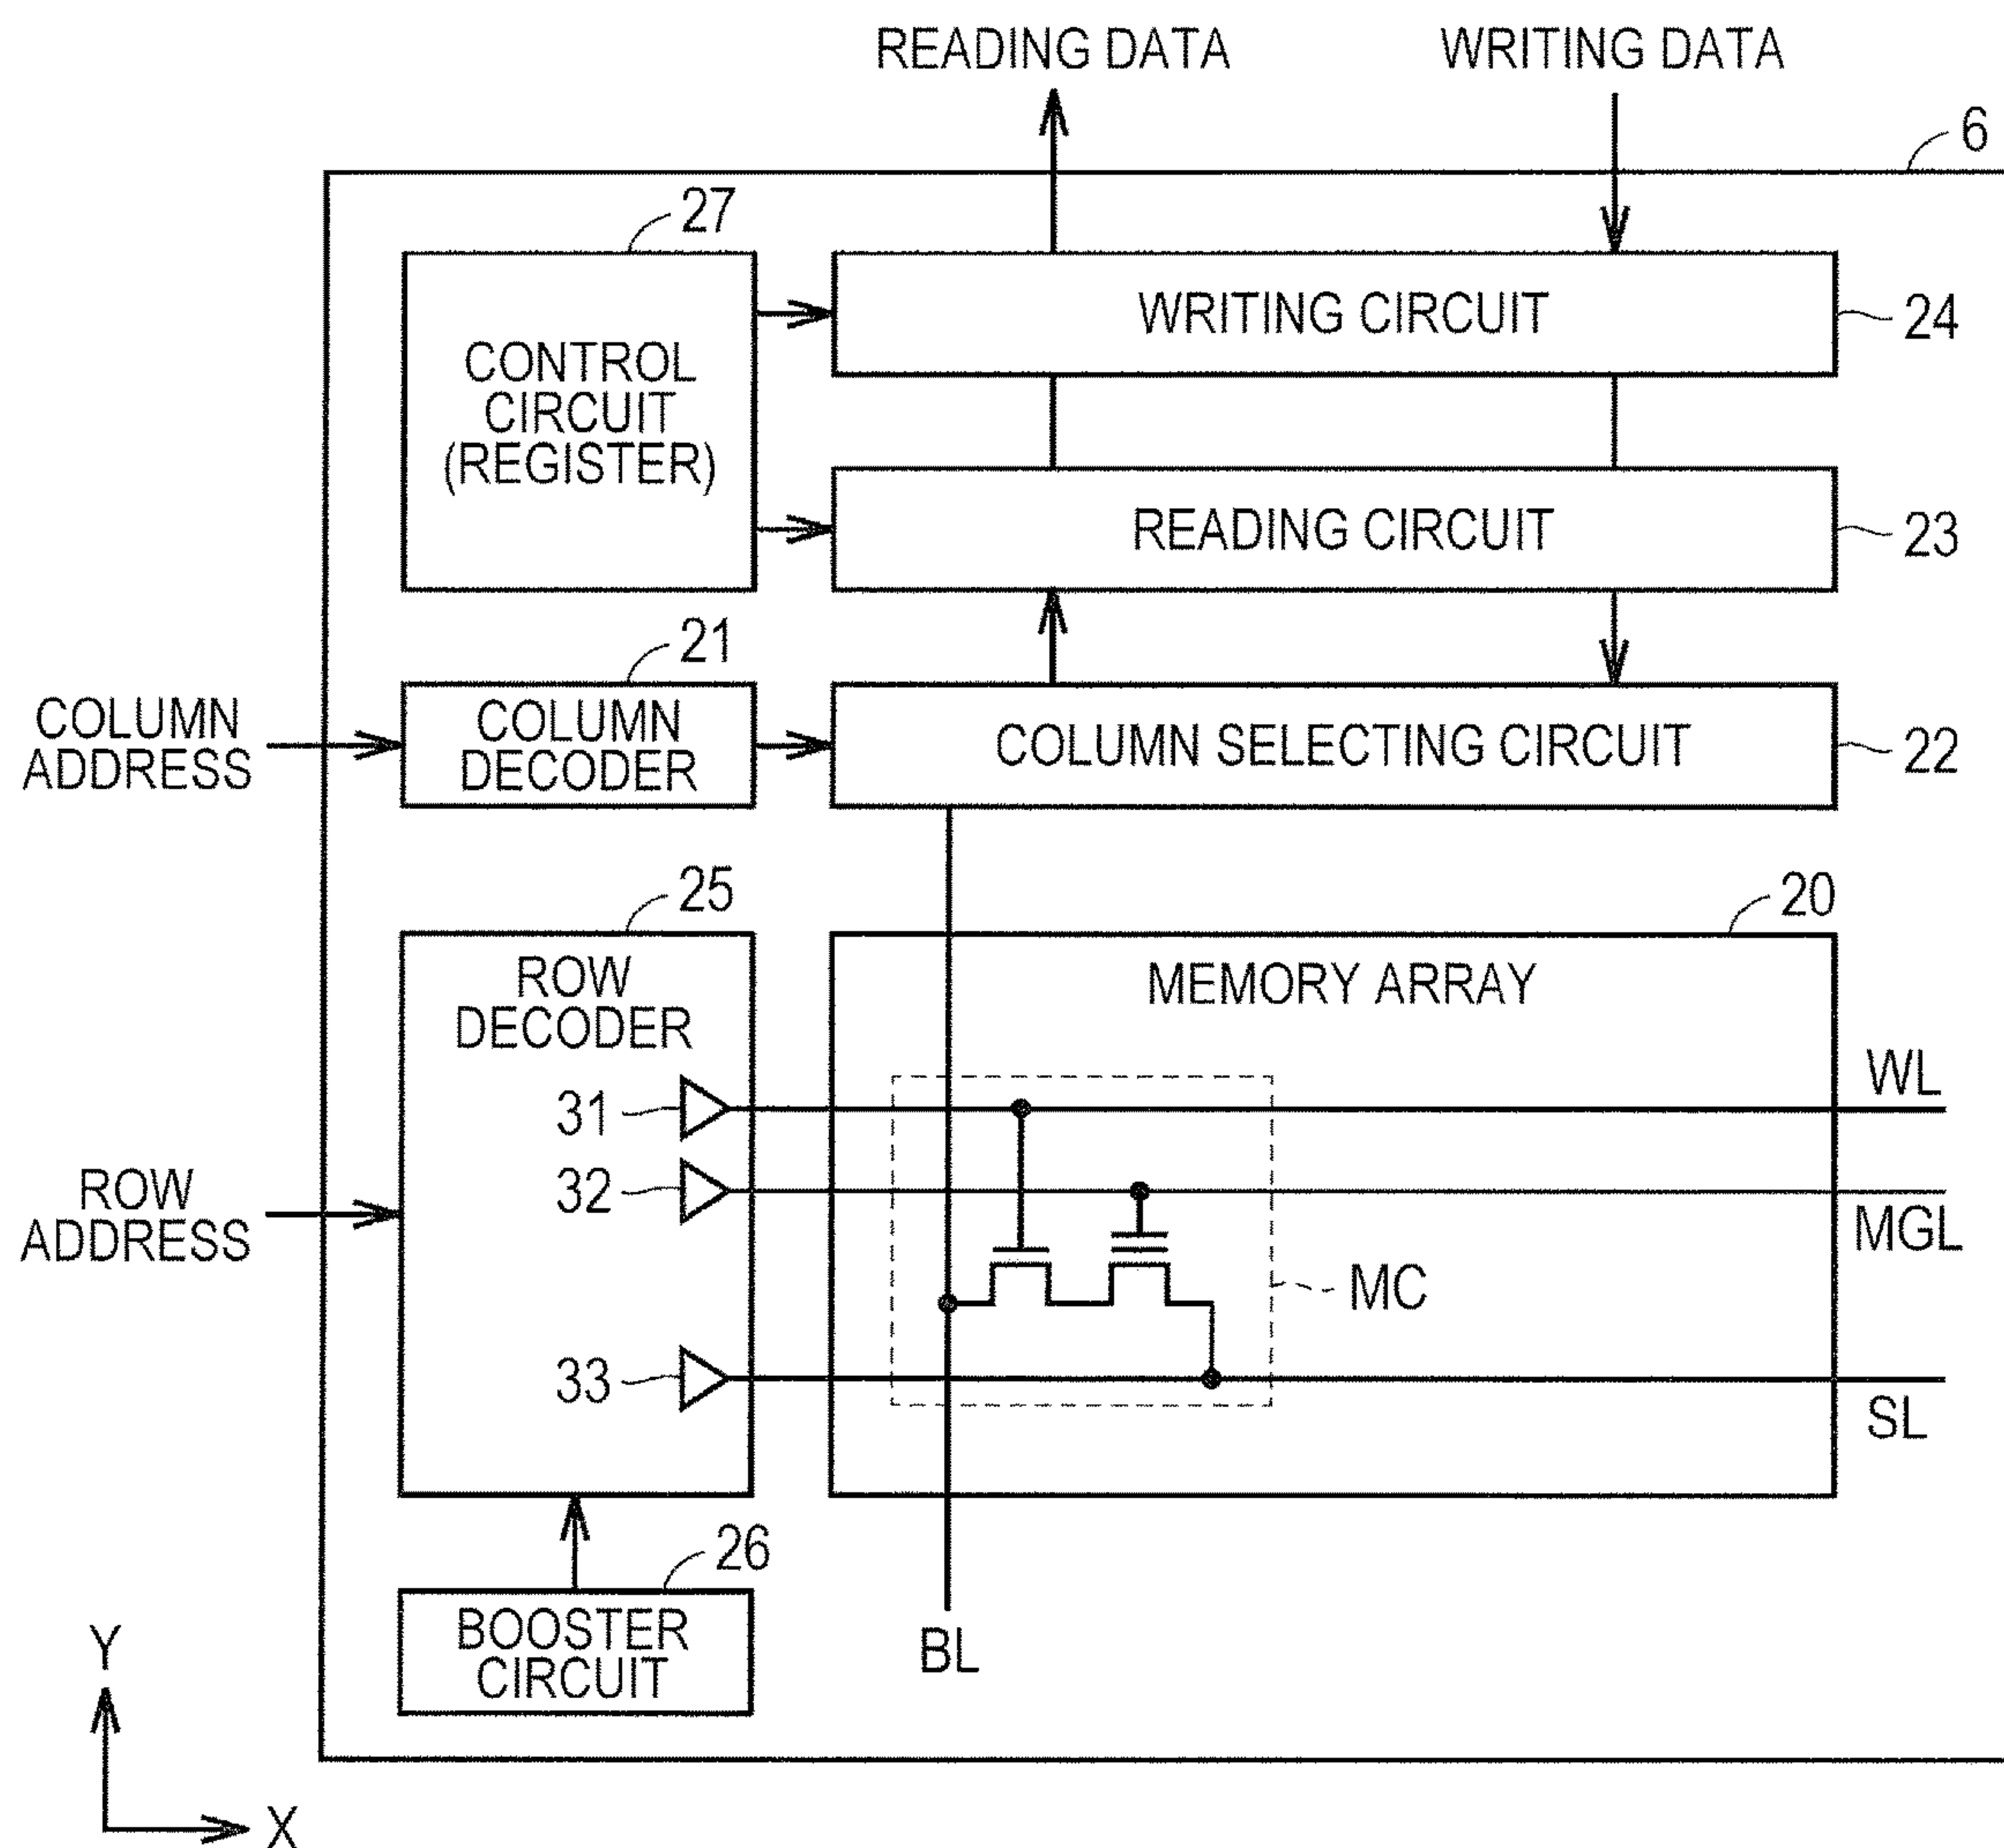 READING DATA
WRITING DATA
6
27
CONTROL
CIRCUIT
(REGISTER)
WRITING CIRCUIT
24
READING CIRCUIT
23
21
COLUMN
ADDRESS
COLUMN
DECODER
COLUMN SELECTING CIRCUIT
22
25
20
ROW
DECODER
MEMORY ARRAY
31
WL
32
MGL
ROW
ADDRESS
MC
33
SL
26
BOOSTER
CIRCUIT
BL
Y
X